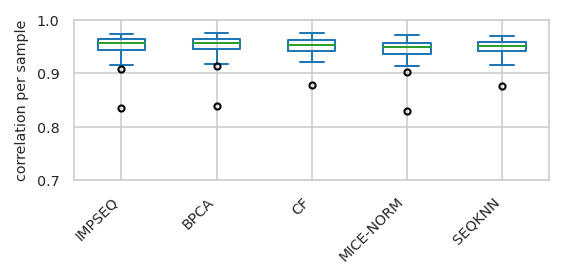 correlation per sample
1.0
0.9
0.8
0.7
IMPSEQ
BPCA
CF
MICE-NORM
SEQKNN